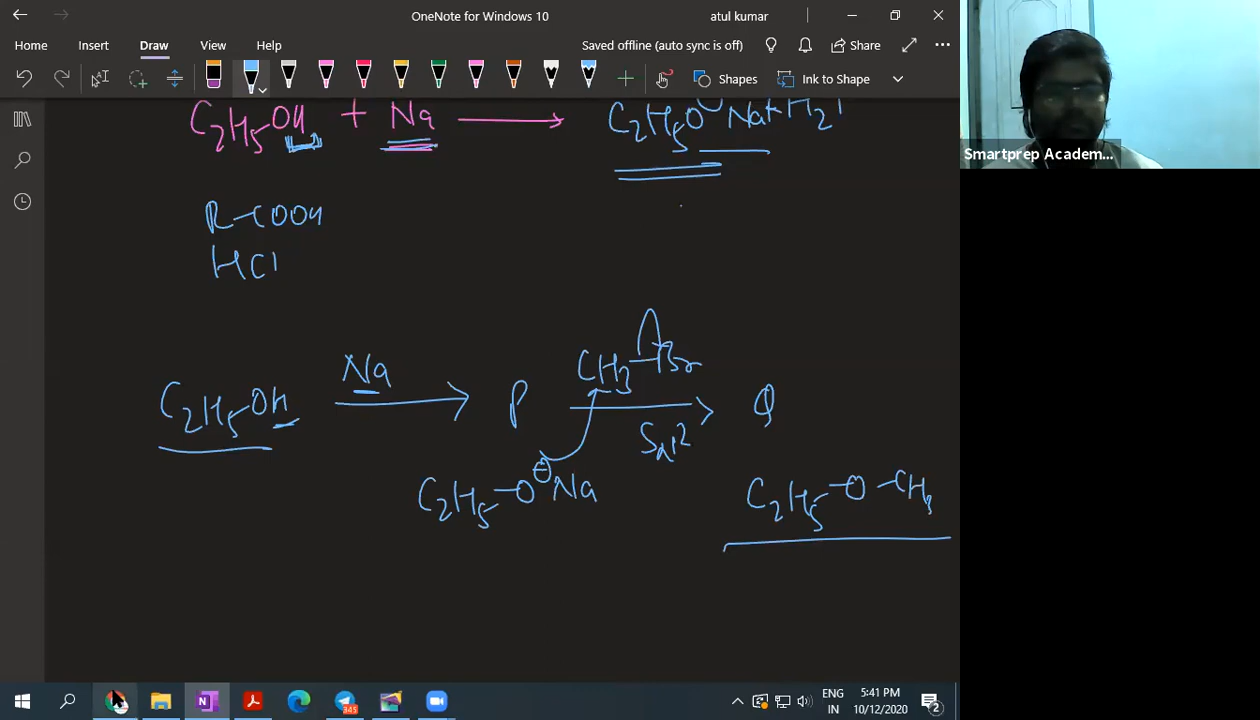 OneNote for Windows 10
atul kumar
Home Insert Draw View Help
Saved offline (auto sync is off)
Share
Shapes
Ink to Shape
C2H5OH + Na → C2H5O⊖ Na + H2↑
R-COOH
HCl
C2H5OH Na → P CH3-Br SN2 → Q
C2H5-O⊖Na
C2H5-O-CH3
Smartprep Academ...
345
ENG
IN
5:41 PM
10/12/2020
2